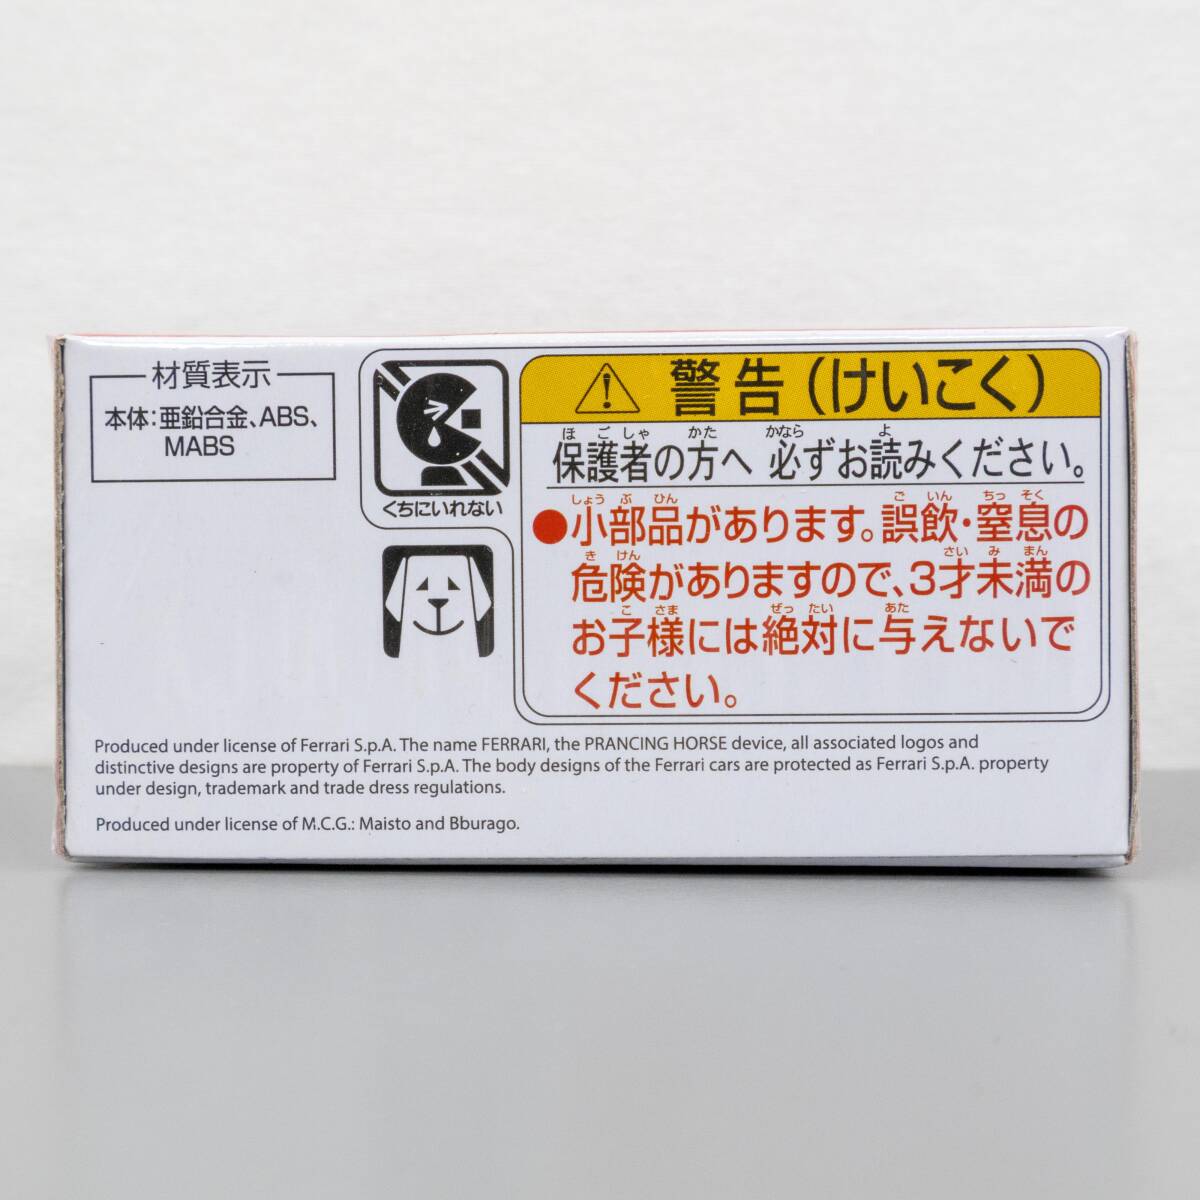 材質表示
本体：亜鉛合金、ABS、
MABS
くちにいれない
警告（けいこく）
ほごしゃ かた かなら よ
保護者の方へ 必ずお読みください。
しょうぶひん ごいん ちっそく
●小部品があります。誤飲・窒息の
きけん さいみまん
危険がありますので、3才未満の
こさま ぜったい あた
お子様には絶対に与えないで
ください。
Produced under license of Ferrari S.p.A. The name FERRARI, the PRANCING HORSE device, all associated logos and
distinctive designs are property of Ferrari S.p.A. The body designs of the Ferrari cars are protected as Ferrari S.p.A. property
under design, trademark and trade dress regulations.
Produced under license of M.C.G.: Maisto and Bburago.